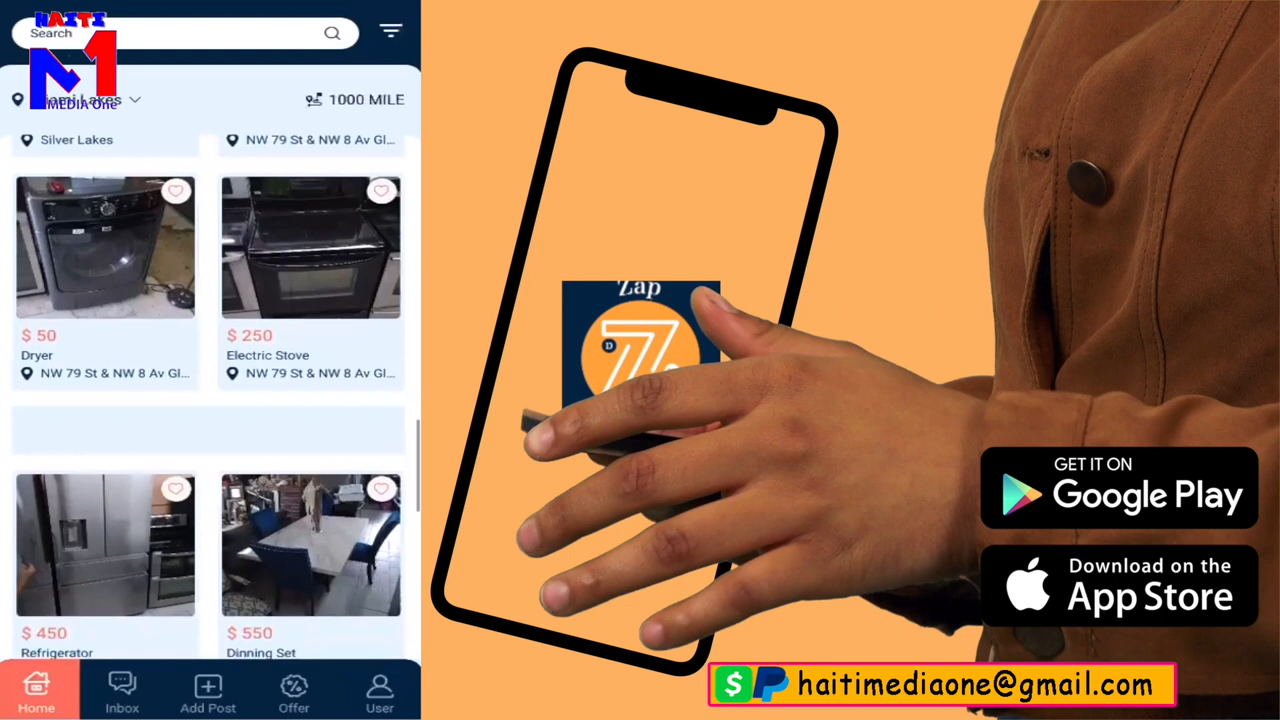 HAITI
Search
M1
MEDIA One
Miami Lakes
1000 MILE
Silver Lakes
NW 79 St & NW 8 Av Gl...
$ 50
Dryer
NW 79 St & NW 8 Av Gl...
$ 250
Electric Stove
NW 79 St & NW 8 Av Gl...
$ 450
Refrigerator
$ 550
Dinning Set
Home
Inbox
Add Post
Offer
User
Zap
D
Z
GET IT ON
Google Play
Download on the
App Store
$ haitimediaone@gmail.com